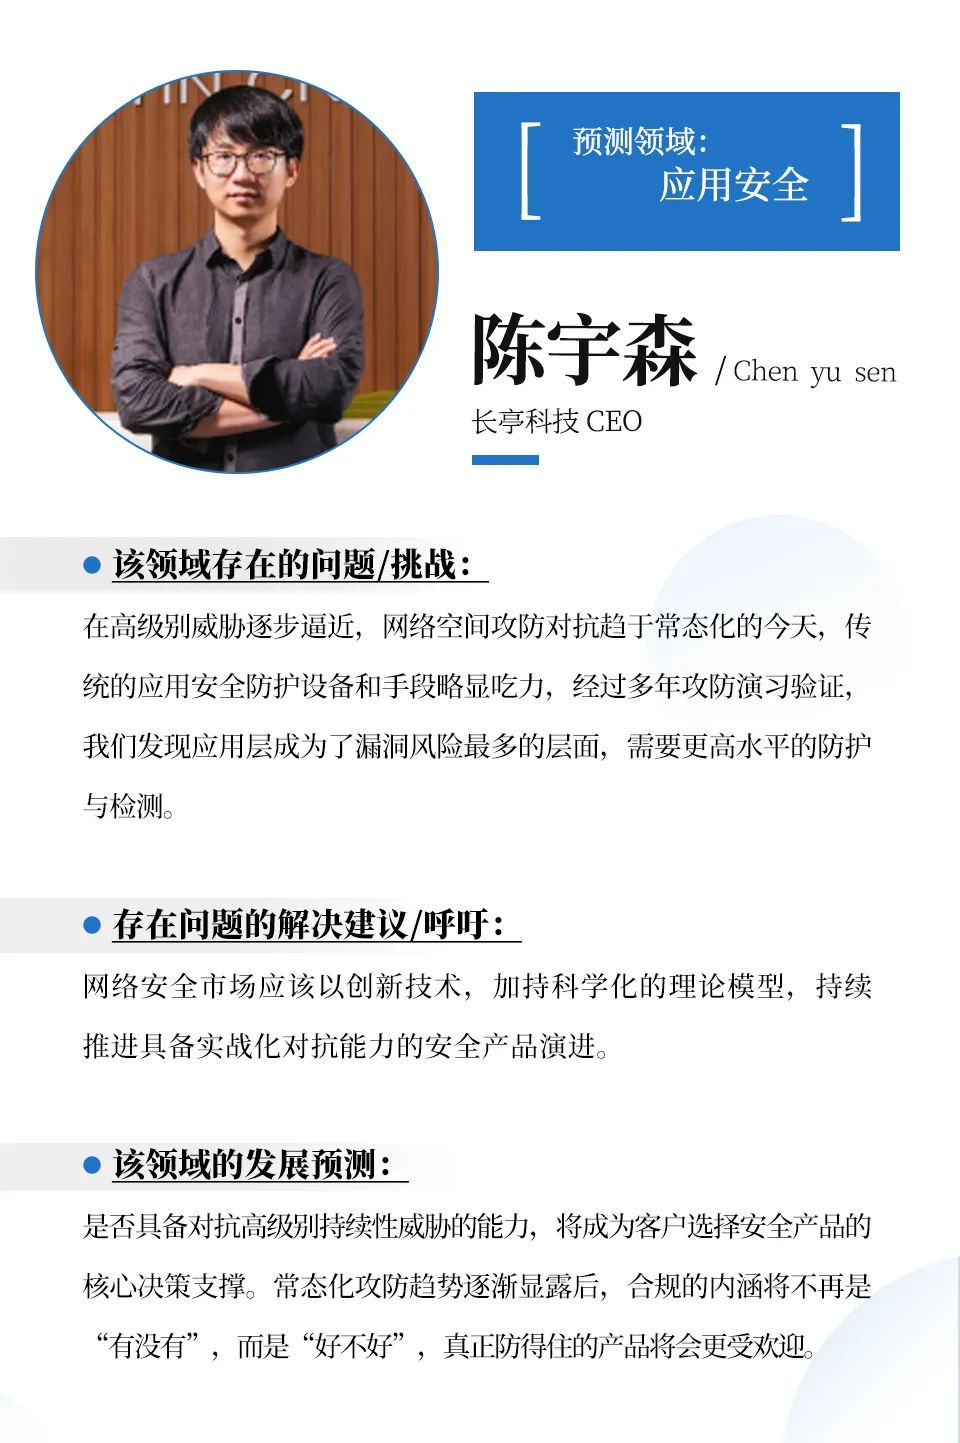 预测领域：
应用安全
陈宇森 / Chen yu sen
长亭科技 CEO
该领域存在的问题/挑战：
在高级别威胁逐步逼近，网络空间攻防对抗趋于常态化的今天，传
统的应用安全防护设备和手段略显吃力，经过多年攻防演习验证，
我们发现应用层成为了漏洞风险最多的层面，需要更高水平的防护
与检测。
存在问题的解决建议/呼吁：
网络安全市场应该以创新技术，加持科学化的理论模型，持续
推进具备实战化对抗能力的安全产品演进。
该领域的发展预测：
是否具备对抗高级别持续性威胁的能力，将成为客户选择安全产品的
核心决策支撑。常态化攻防趋势逐渐显露后，合规的内涵将不再是
“有没有”，而是“好不好”，真正防得住的产品将会更受欢迎。